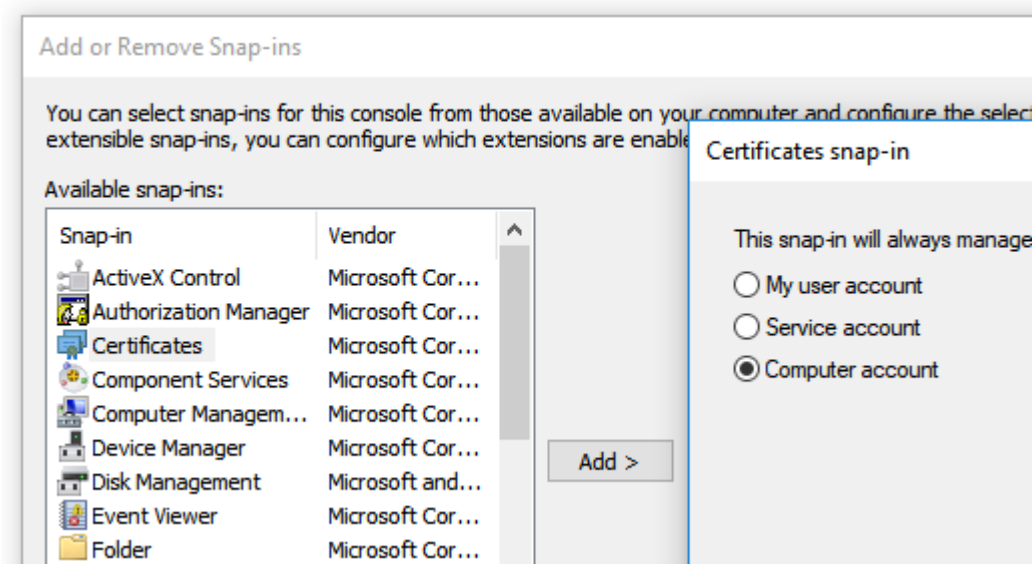 Add or Remove Snap-ins
You can select snap-ins for this console from those available on your computer and configure the select
extensible snap-ins, you can configure which extensions are enable
Certificates snap-in
Available snap-ins:
Snap-in Vendor
ActiveX Control Microsoft Cor...
Authorization Manager Microsoft Cor...
Certificates Microsoft Cor...
Component Services Microsoft Cor...
Computer Managem... Microsoft Cor...
Device Manager Microsoft Cor...
Disk Management Microsoft and...
Event Viewer Microsoft Cor...
Folder Microsoft Cor...
Add >
This snap-in will always manage
My user account
Service account
Computer account